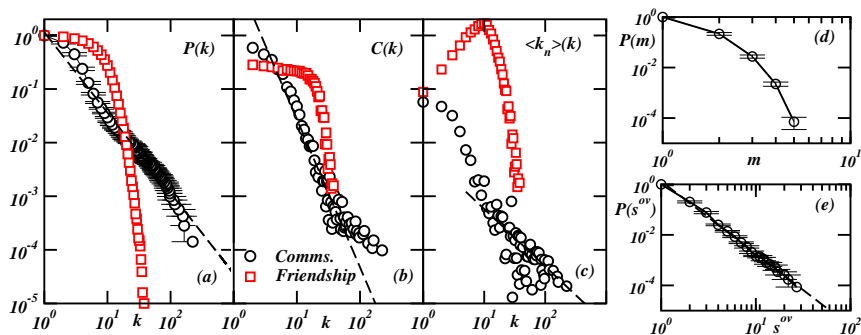 10^0
10^-1
10^-2
10^-3
10^-4
10^-5
P(k)
(a)
10^1 k 10^2
C(k)
Comms.
Friendship
(b)
10^0 10^1 k 10^2
<k_n>(k)
(c)
10^0 10^1 k 10^2
10^0
P(m)
10^-2
10^-4
(d)
10^0 m 10^1
10^0
P(s^ov)
10^-2
10^-4
(e)
10^0 10^1 s^ov 10^2